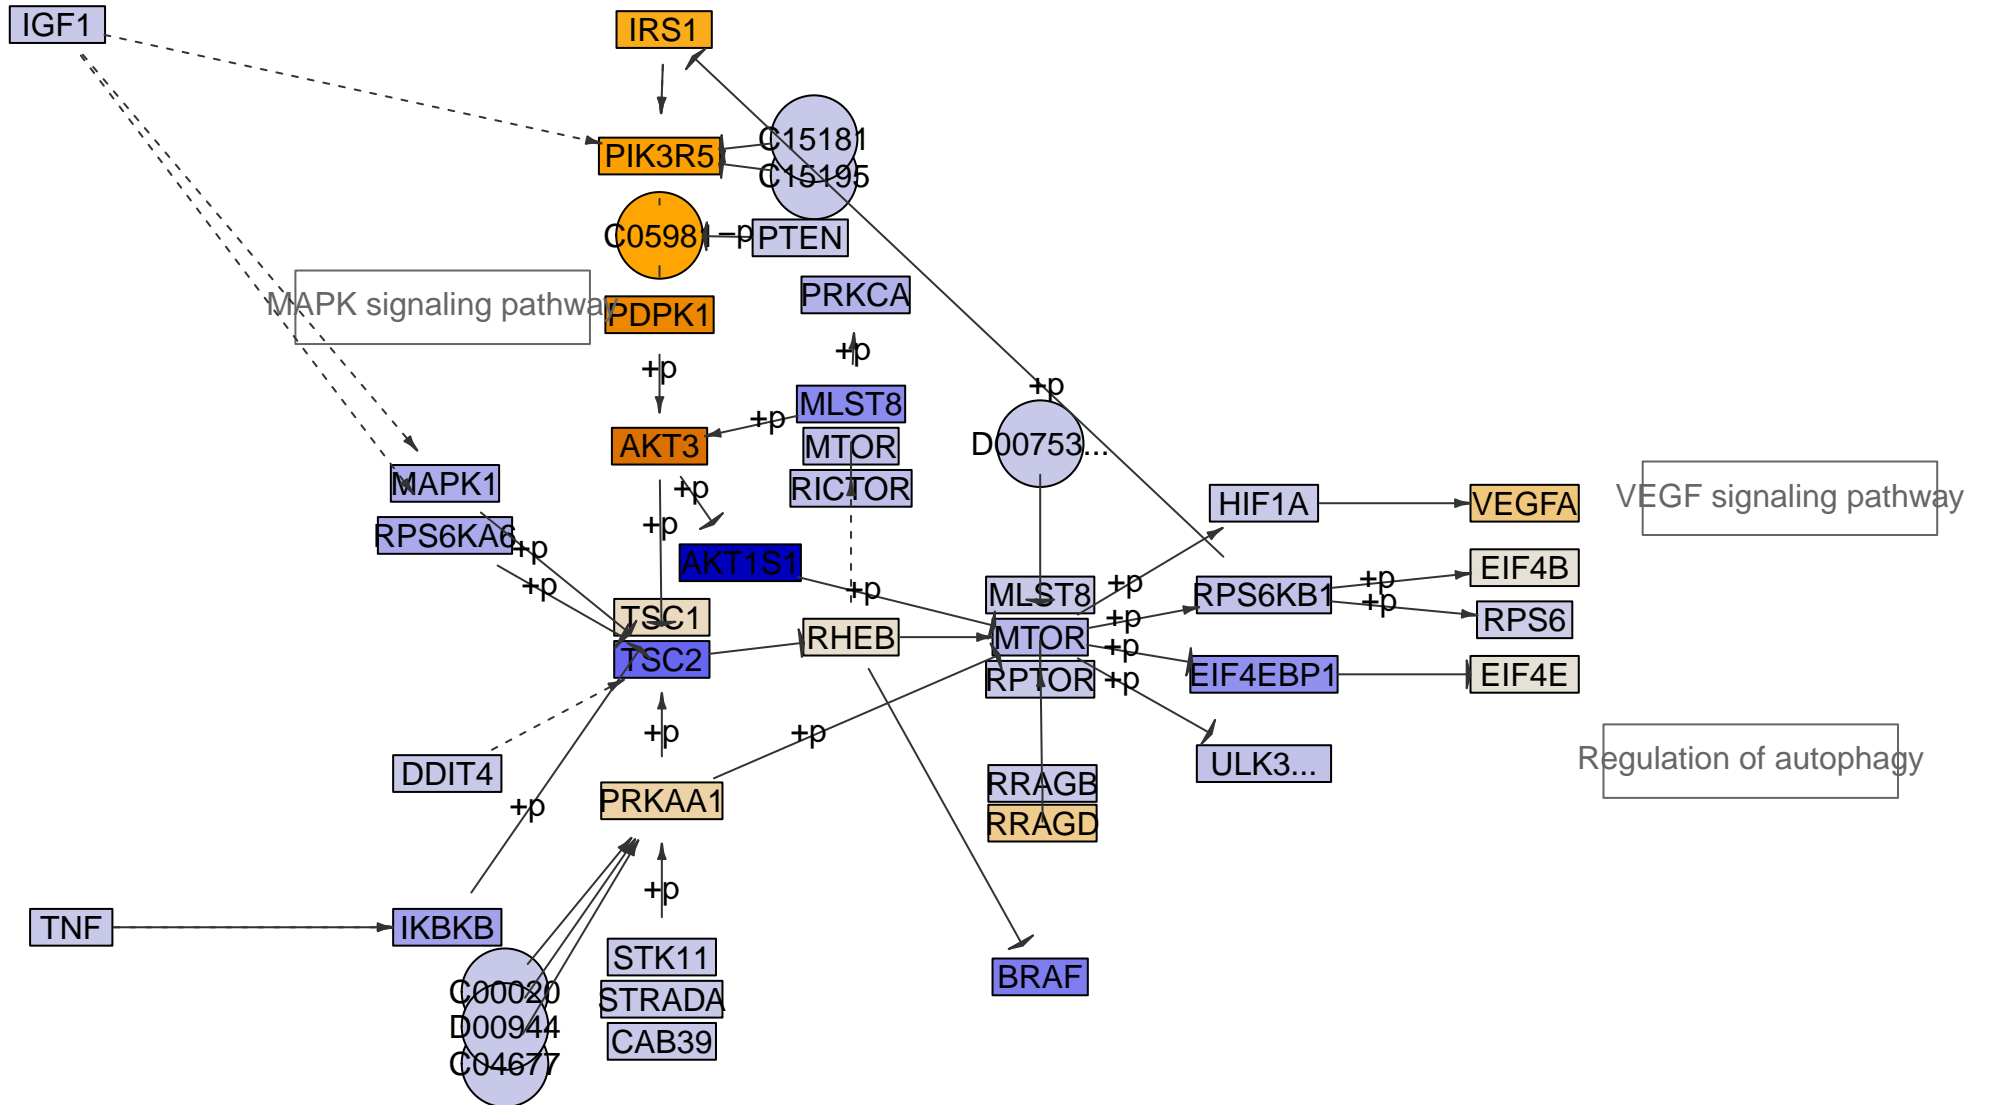 IGF1
IRS1
C15181
PIK3R5
C15195
C05981
−p
PTEN
MAPK signaling pathway
PDPK1
PRKCA
+p
+p
+p
MLST8
+p
AKT3
MTOR
D00753...
MAPK1
+p
RICTOR
HIF1A
VEGFA
VEGF signaling pathway
RPS6KA6
+p
+p
AKT1S1
EIF4B
+p
+p
+p
+p
MLST8
RPS6KB1
+p
TSC1
+p
RPS6
RHEB
MTOR
+p
TSC2
RPTOR
+p
EIF4EBP1
EIF4E
+p
+p
DDIT4
RRAGB
ULK3...
Regulation of autophagy
+p
PRKAA1
RRAGD
+p
TNF
IKBKB
STK11
BRAF
C00020
STRADA
D00944
CAB39
C04677